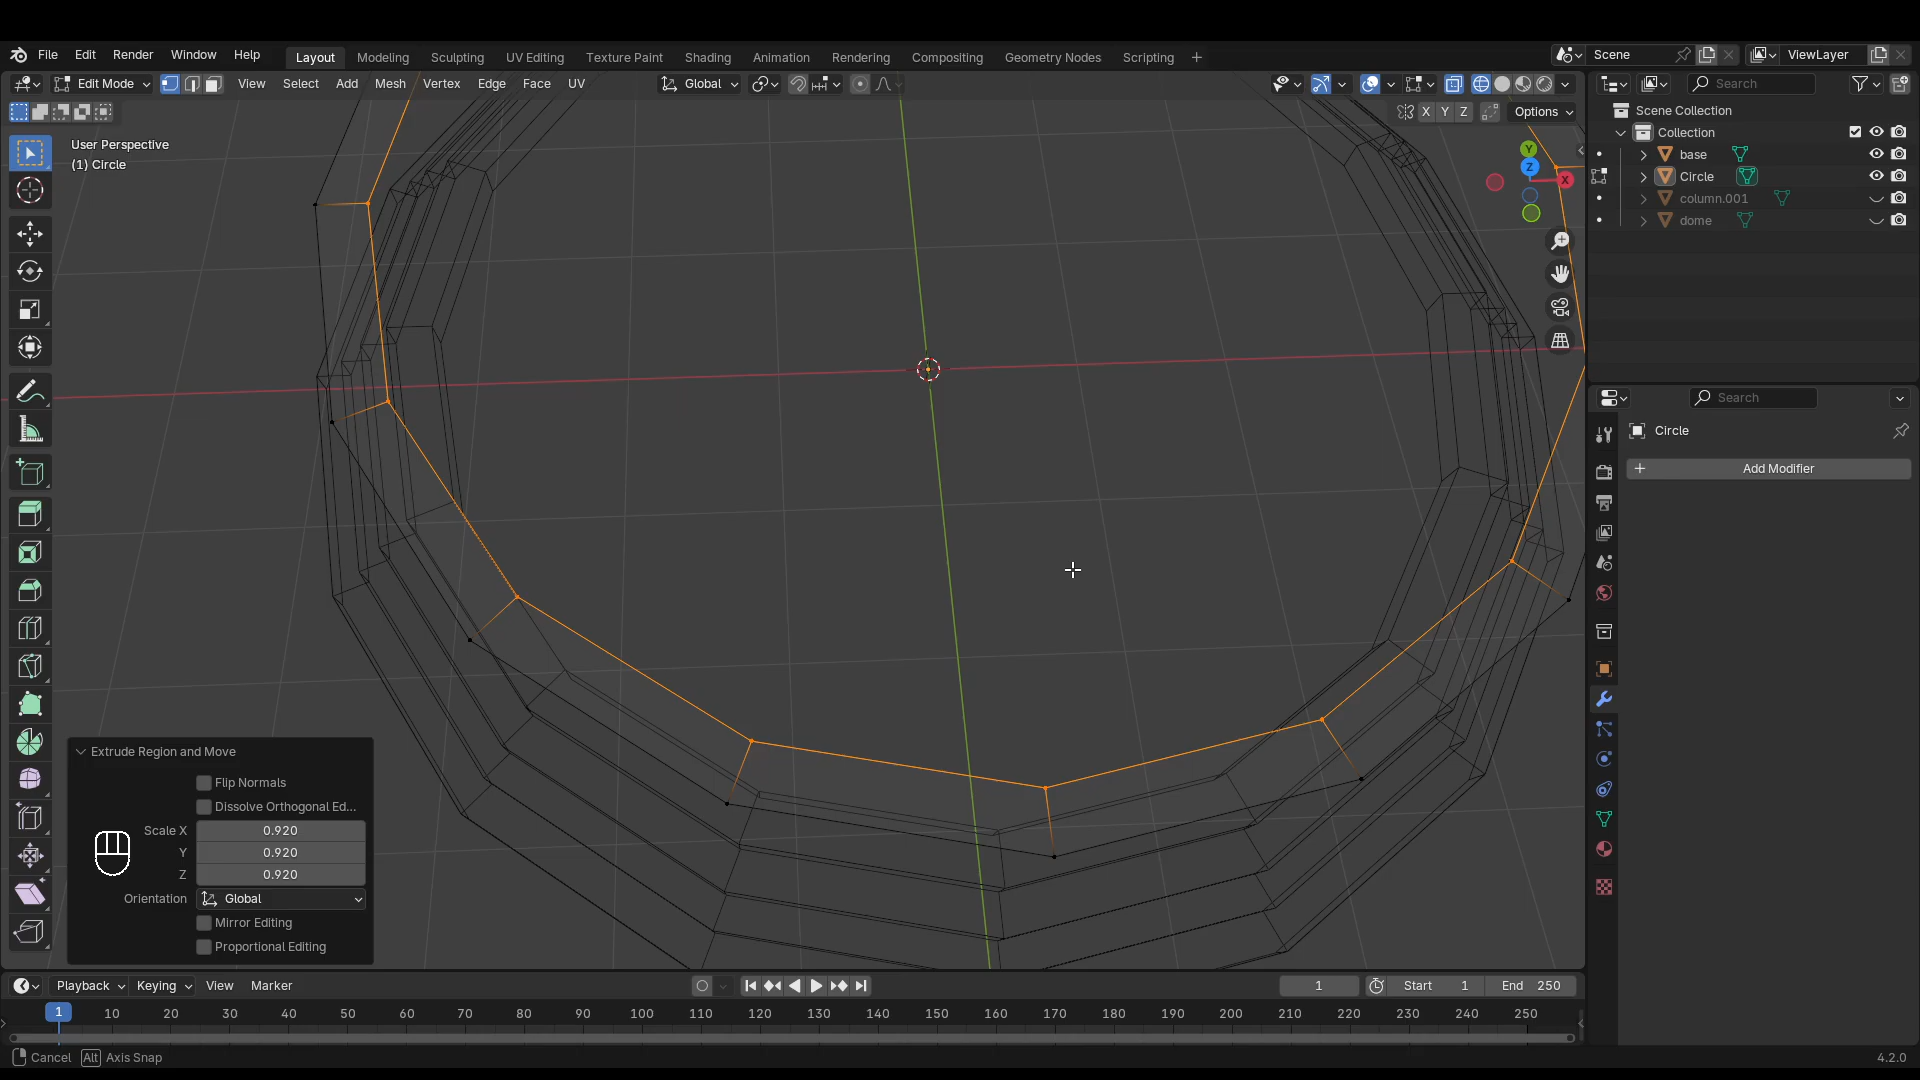 File Edit Render Window Help Layout Modeling Sculpting UV Editing Texture Paint Shading Animation Rendering Compositing Geometry Nodes Scripting + Scene ViewLayer
Edit Mode View Select Add Mesh Vertex Edge Face UV Global Search
X Y Z Options
User Perspective
(1) Circle
Scene Collection
Collection
base
Circle
column.001
dome
Y
Z
X
Search
Circle
+ Add Modifier
Extrude Region and Move
Flip Normals
Dissolve Orthogonal Ed...
Scale X 0.920
Y 0.920
Z 0.920
Orientation Global
Mirror Editing
Proportional Editing
Playback Keying View Marker 1 Start 1 End 250
1 10 20 30 40 50 60 70 80 90 100 110 120 130 140 150 160 170 180 190 200 210 220 230 240 250
Cancel Alt Axis Snap 4.2.0